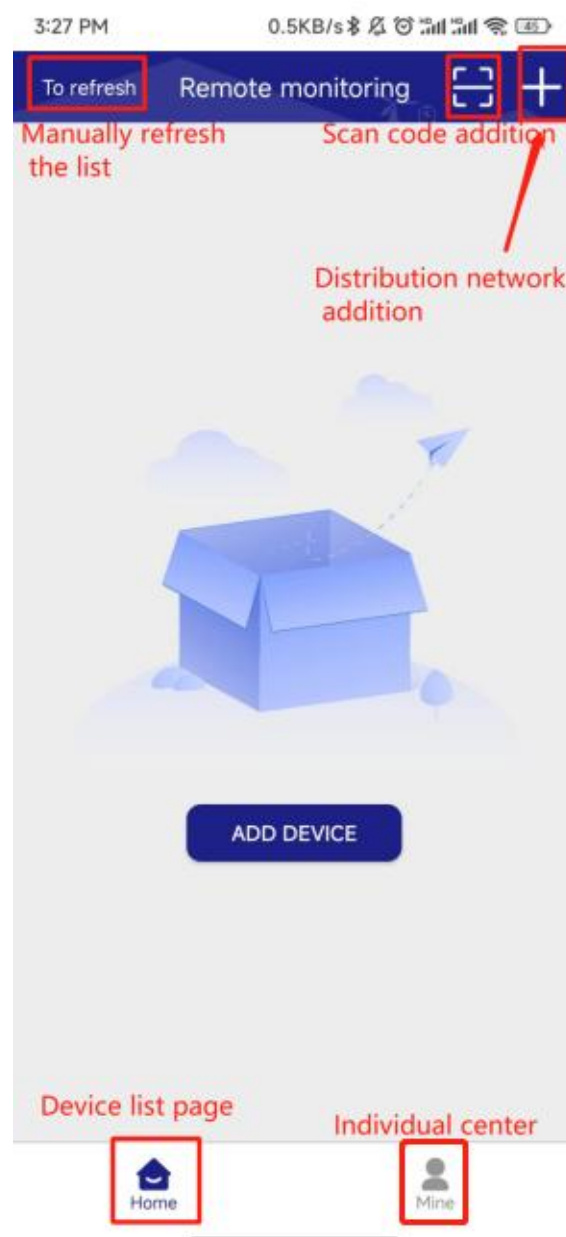 3:27 PM 0.5KB/s 45
To refresh Remote monitoring
Manually refresh
the list
Scan code addition
Distribution network
addition
ADD DEVICE
Device list page
Individual center
Home
Mine